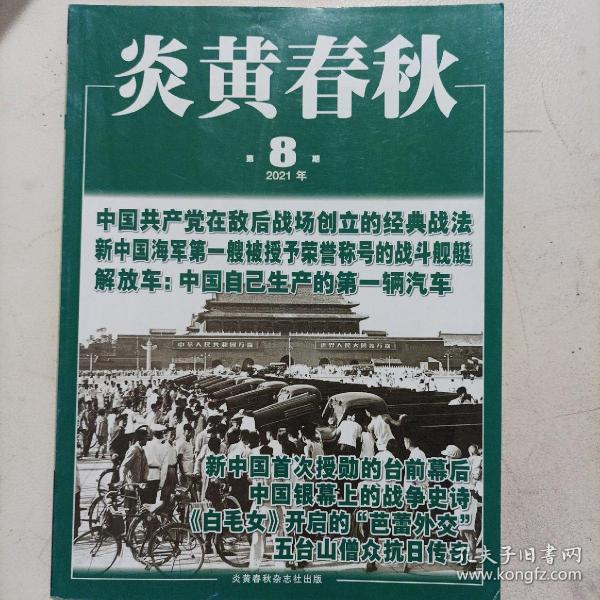 炎黄春秋
第8期
2021年
中国共产党在敌后战场创立的经典战法
新中国海军第一艘被授予荣誉称号的战斗舰艇
解放车：中国自己生产的第一辆汽车
中华人民共和国万岁
世界人民大团结万岁
新中国首次授勋的台前幕后
中国银幕上的战争史诗
《白毛女》开启的“芭蕾外交”
五台山僧众抗日传奇
炎黄春秋杂志社出版
孔夫子旧书网
www.kongfz.com